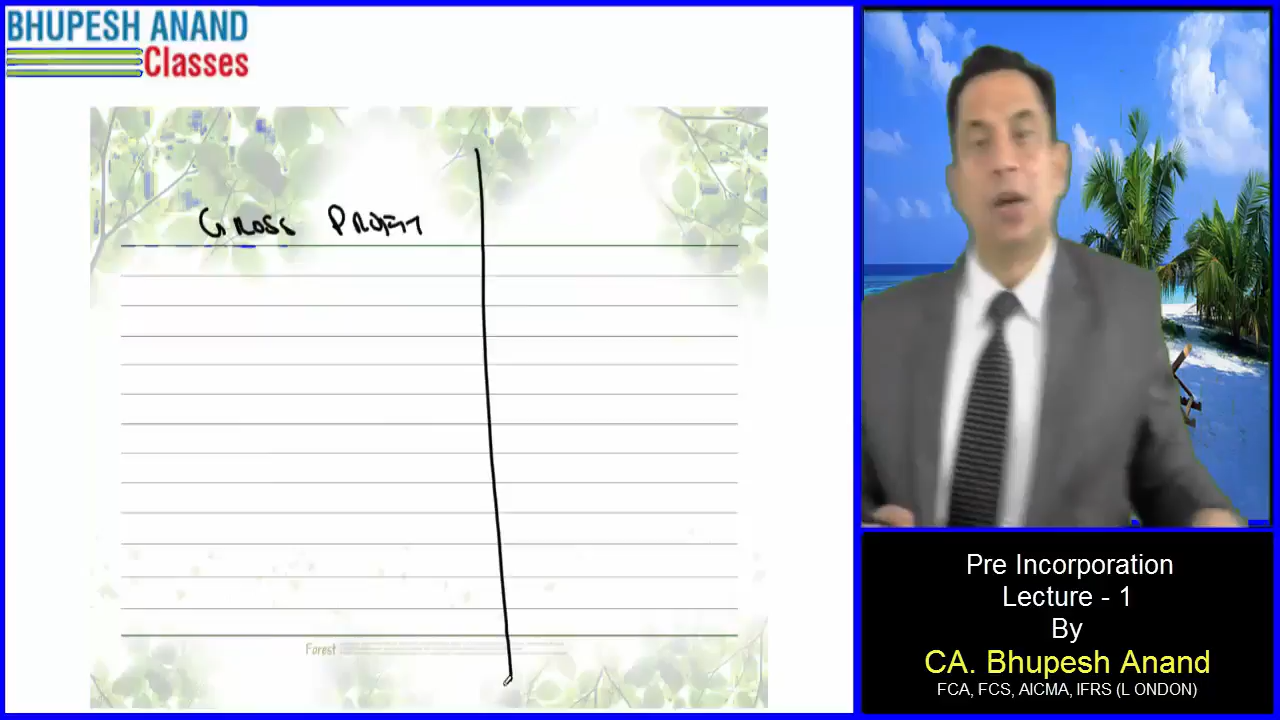 BHUPESH ANAND
Classes
GROSS PROFIT
Forest
Pre Incorporation
Lecture - 1
By
CA. Bhupesh Anand
FCA, FCS, AICMA, IFRS (L ONDON)